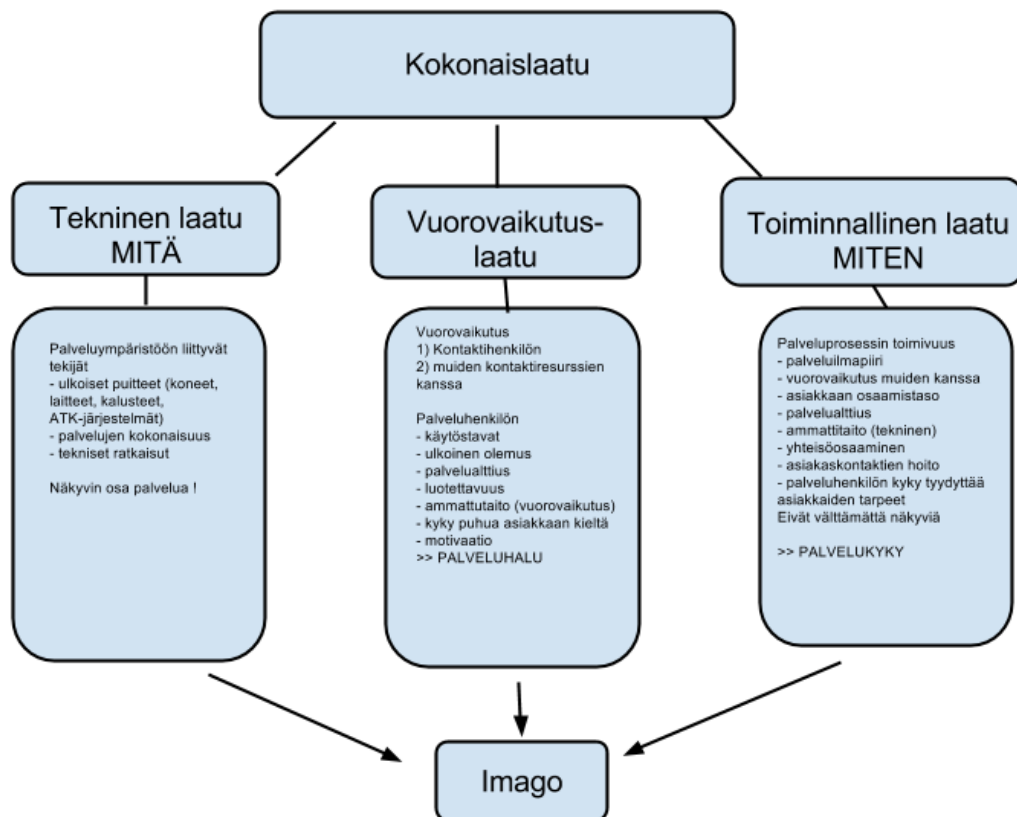 Kokonaislaatu
Tekninen laatu
MITÄ
Vuorovaikutus-
laatu
Toiminnallinen laatu
MITEN
Palveluympäristöön liittyvät
tekijät
- ulkoiset puitteet (koneet,
laitteet, kalusteet,
ATK-järjestelmät)
- palvelujen kokonaisuus
- tekniset ratkaisut
Näkyvin osa palvelua !
Vuorovaikutus
1) Kontaktihenkilön
2) muiden kontaktiresurssien
kanssa
Palveluhenkilön
- käytöstavat
- ulkoinen olemus
- palvelualttius
- luotettavuus
- ammattutaito (vuorovaikutus)
- kyky puhua asiakkaan kieltä
- motivaatio
>> PALVELUHALU
Palveluprosessin toimivuus
- palveluilmapiiri
- vuorovaikutus muiden kanssa
- asiakkaan osaamistaso
- palvelualttius
- ammattitaito (tekninen)
- yhteisöosaaminen
- asiakaskontaktien hoito
- palveluhenkilön kyky tyydyttää
asiakkaiden tarpeet
Eivät välttämättä näkyviä
>> PALVELUKYKY
Imago